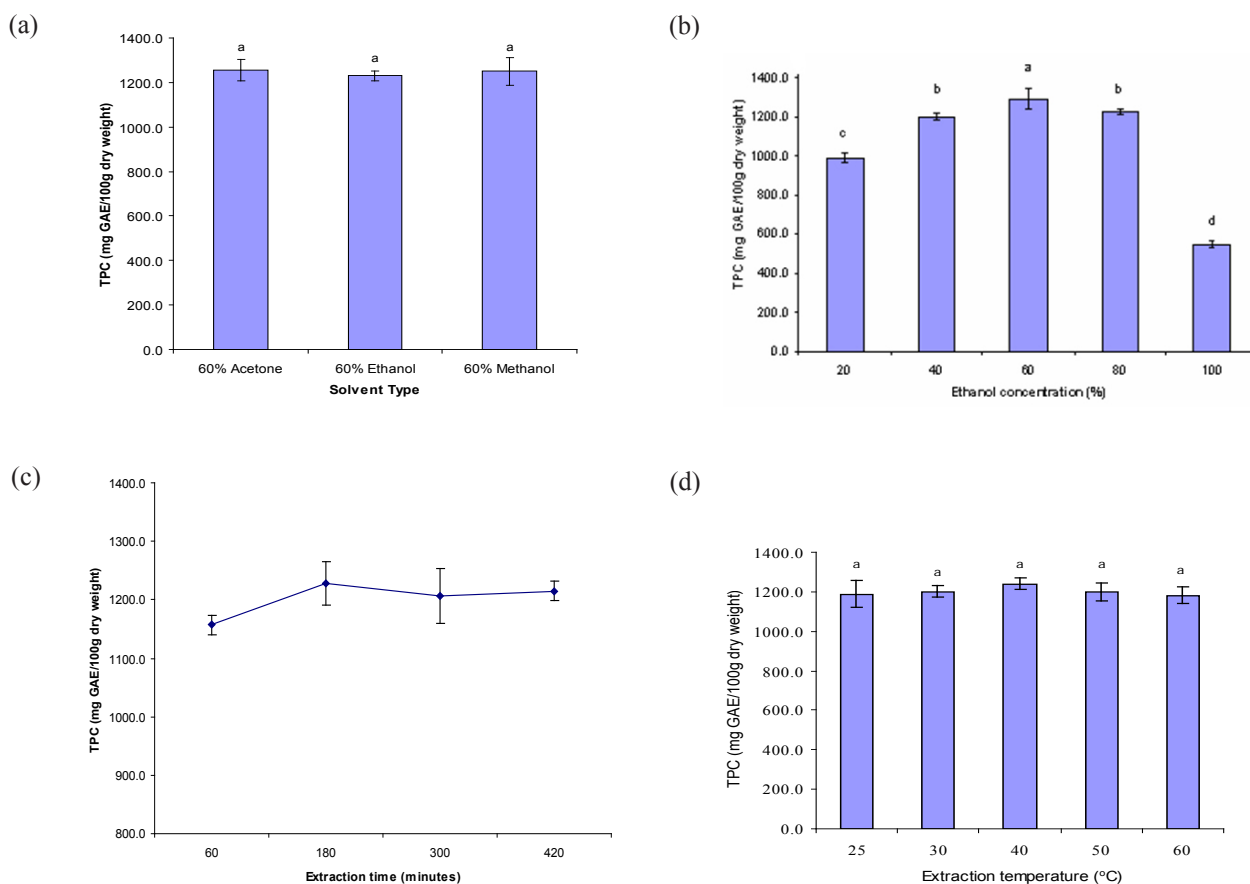 (a)
TPC (mg GAE/100g dry weight)
1400.0
1200.0
1000.0
800.0
600.0
400.0
200.0
0.0
a a a
60% Acetone 60% Ethanol 60% Methanol
Solvent Type
(b)
TPC (mg GAE/100g dry weight)
1400.0
1200.0
1000.0
800.0
600.0
400.0
200.0
0.0
c b a b d
20 40 60 80 100
Ethanol concentration (%)
(c)
TPC (mg GAE/100g dry weight)
1400.0
1300.0
1200.0
1100.0
1000.0
900.0
800.0
60 180 300 420
Extraction time (minutes)
(d)
TPC (mg GAE/100g dry weight)
1400.0
1200.0
1000.0
800.0
600.0
400.0
200.0
0.0
a a a a a
25 30 40 50 60
Extraction temperature (°C)